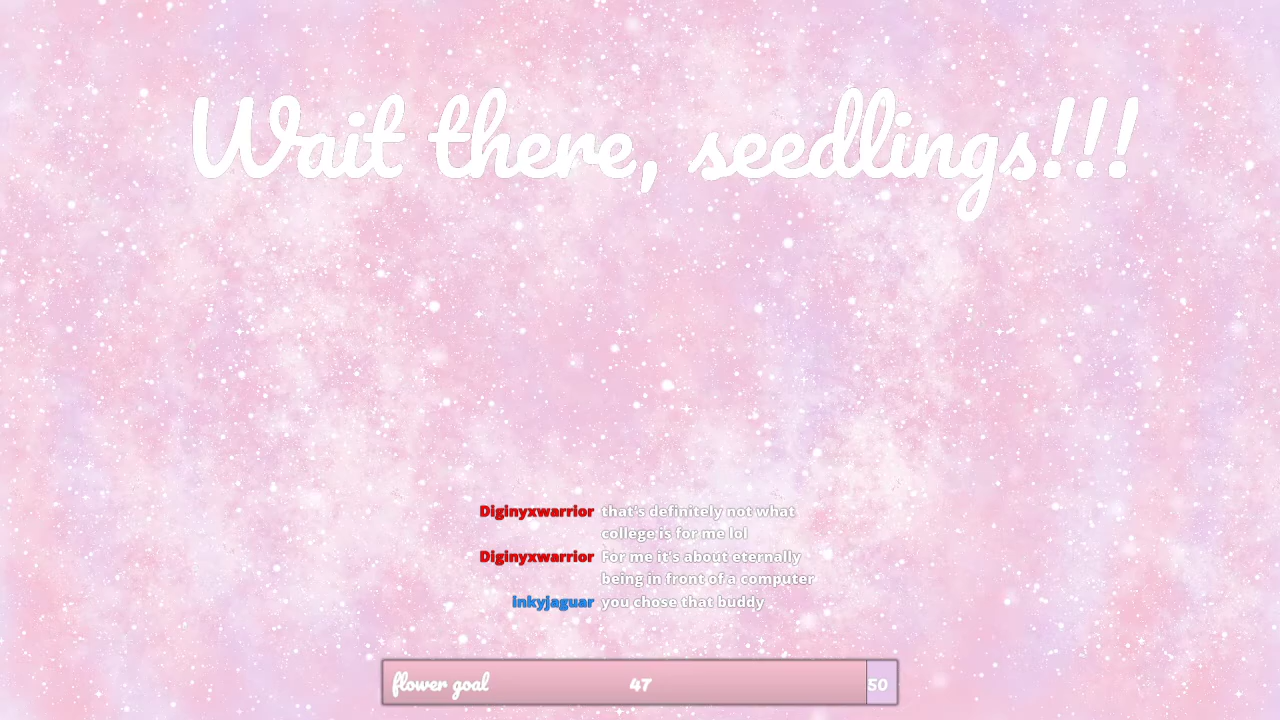 Wait there, seedlings!!!
Diginyxwarrior that's definitely not what
college is for me lol
Diginyxwarrior For me it's about eternally
being in front of a computer
inkyjaguar you chose that buddy
flower goal 47 50